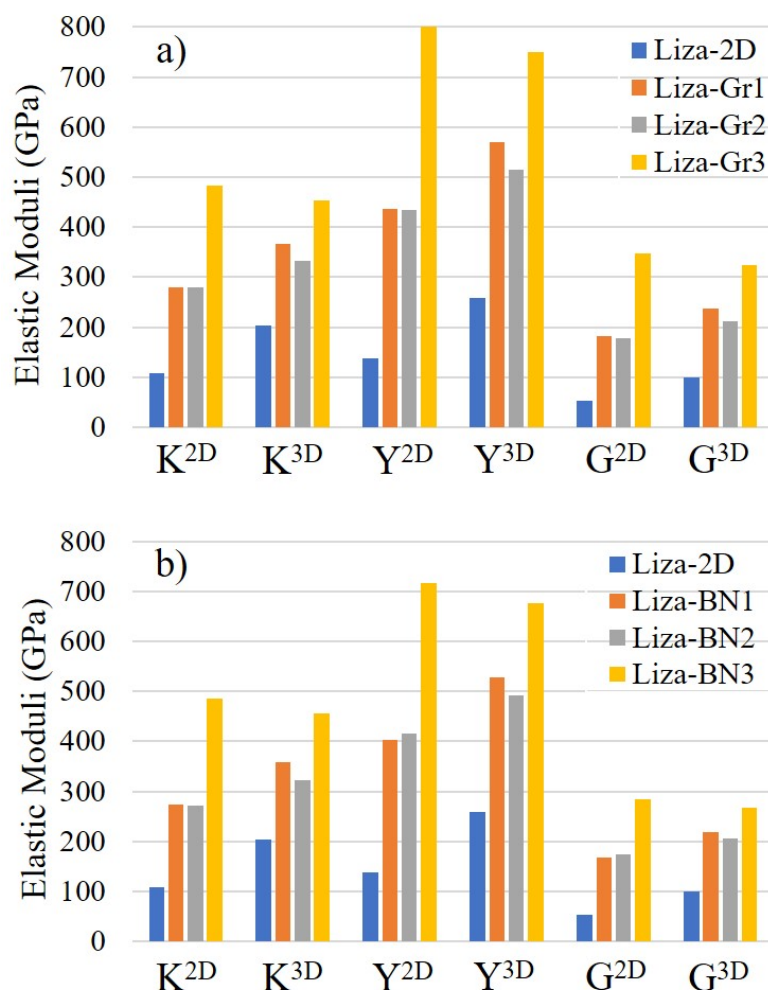 a)
Elastic Moduli (GPa)
800
700
600
500
400
300
200
100
0
Liza-2D
Liza-Gr1
Liza-Gr2
Liza-Gr3
K²ᴰ K³ᴰ Y²ᴰ Y³ᴰ G²ᴰ G³ᴰ
b)
Elastic Moduli (GPa)
800
700
600
500
400
300
200
100
0
Liza-2D
Liza-BN1
Liza-BN2
Liza-BN3
K²ᴰ K³ᴰ Y²ᴰ Y³ᴰ G²ᴰ G³ᴰ